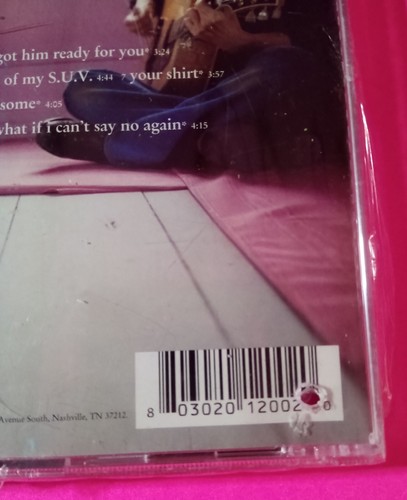 got him ready for you* 3:24
of my S.U.V. 4:44 7 your shirt* 3:57
some* 4:05
what if I can't say no again* 4:15
Avenue South, Nashville, TN 37212.
8 03020 12002 0